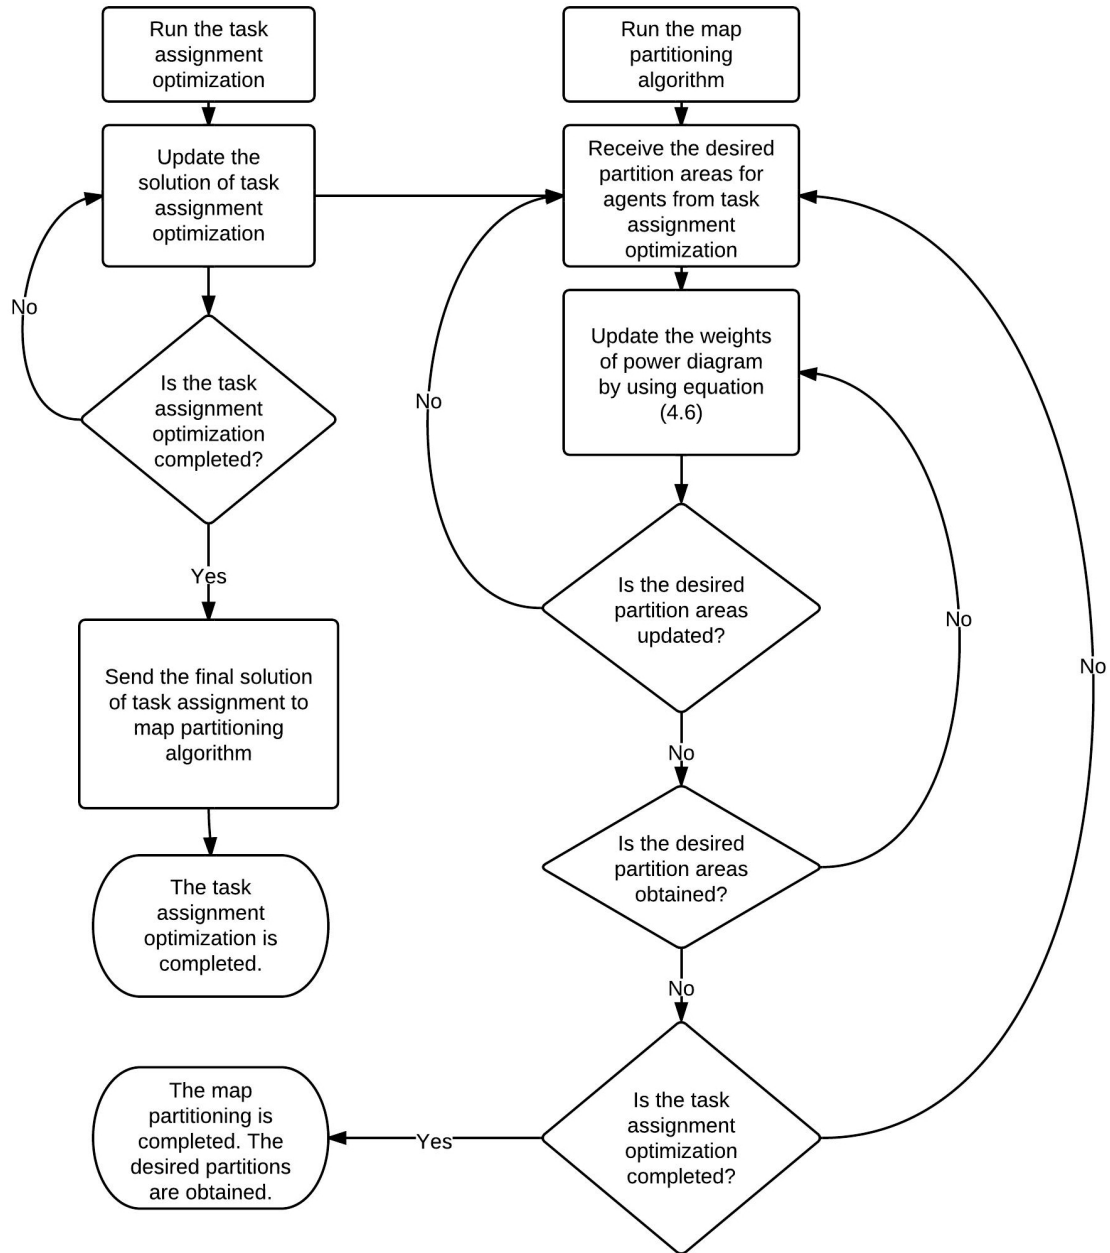 Run the task
assignment
optimization
Update the
solution of task
assignment
optimization
No
Is the task
assignment
optimization
completed?
Yes
Send the final solution
of task assignment to
map partitioning
algorithm
The task
assignment
optimization is
completed.
Run the map
partitioning
algorithm
Receive the desired
partition areas for
agents from task
assignment
optimization
Update the weights
of power diagram
by using equation
(4.6)
No
Is the desired
partition areas
updated?
No
No
No
Is the desired
partition areas
obtained?
No
Is the task
assignment
optimization
completed?
Yes
The map
partitioning is
completed. The
desired partitions
are obtained.